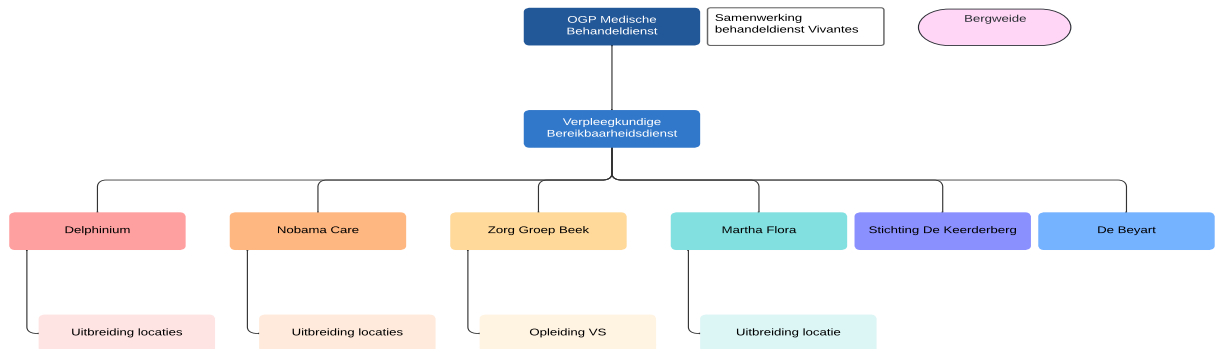 OGP Medische
Behandeldienst
Samenwerking
behandeldienst Vivantes
Bergweide
Verpleegkundige
Bereikbaarheidsdienst
Delphinium
Nobama Care
Zorg Groep Beek
Martha Flora
Stichting De Keerderberg
De Beyart
Uitbreiding locaties
Uitbreiding locaties
Opleiding VS
Uitbreiding locatie